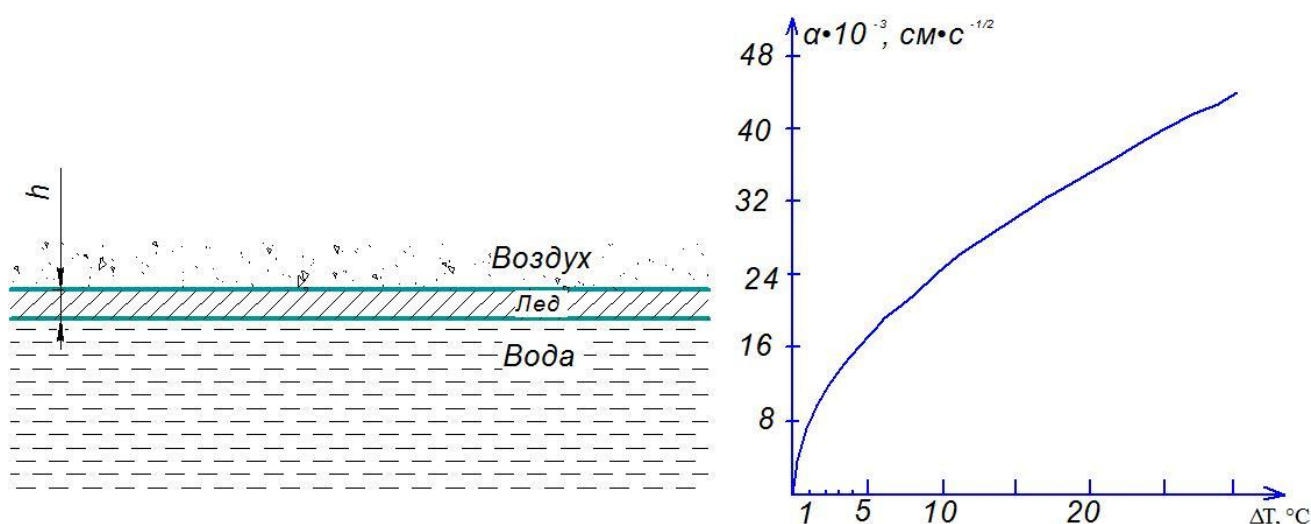 h
Воздух
Лед
Вода
α•10⁻³, см•с⁻¹/²
48
40
32
24
16
8
1 5 10 20 ΔT, °C